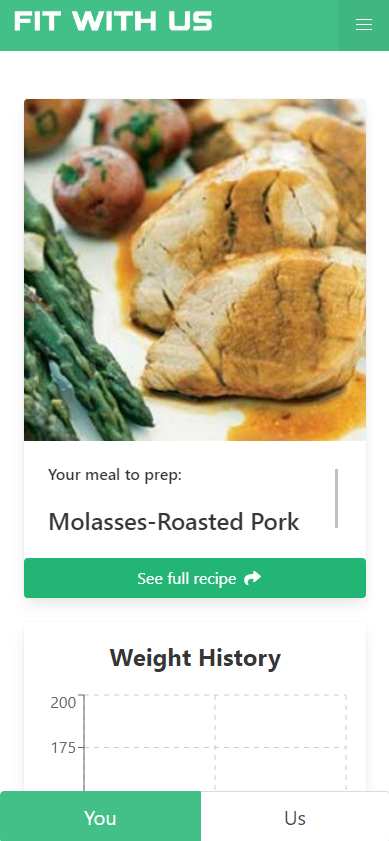 FIT WITH US
Your meal to prep:
Molasses-Roasted Pork
See full recipe
Weight History
200
175
You
Us